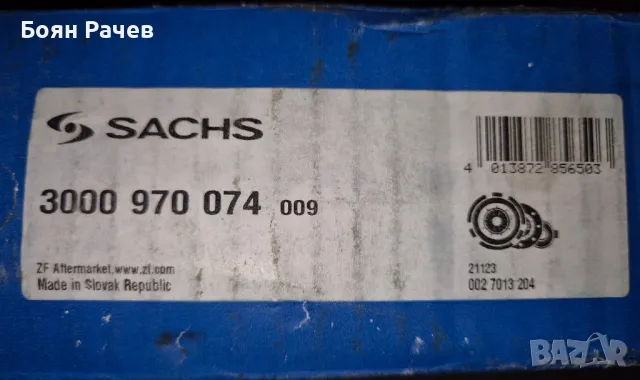 Боян Рачев
SACHS
3000 970 074 009
4 013872 856503
ZF Aftermarket.www.zf.com
Made in Slovak Republic
21123
002 7013 204
BAZAR